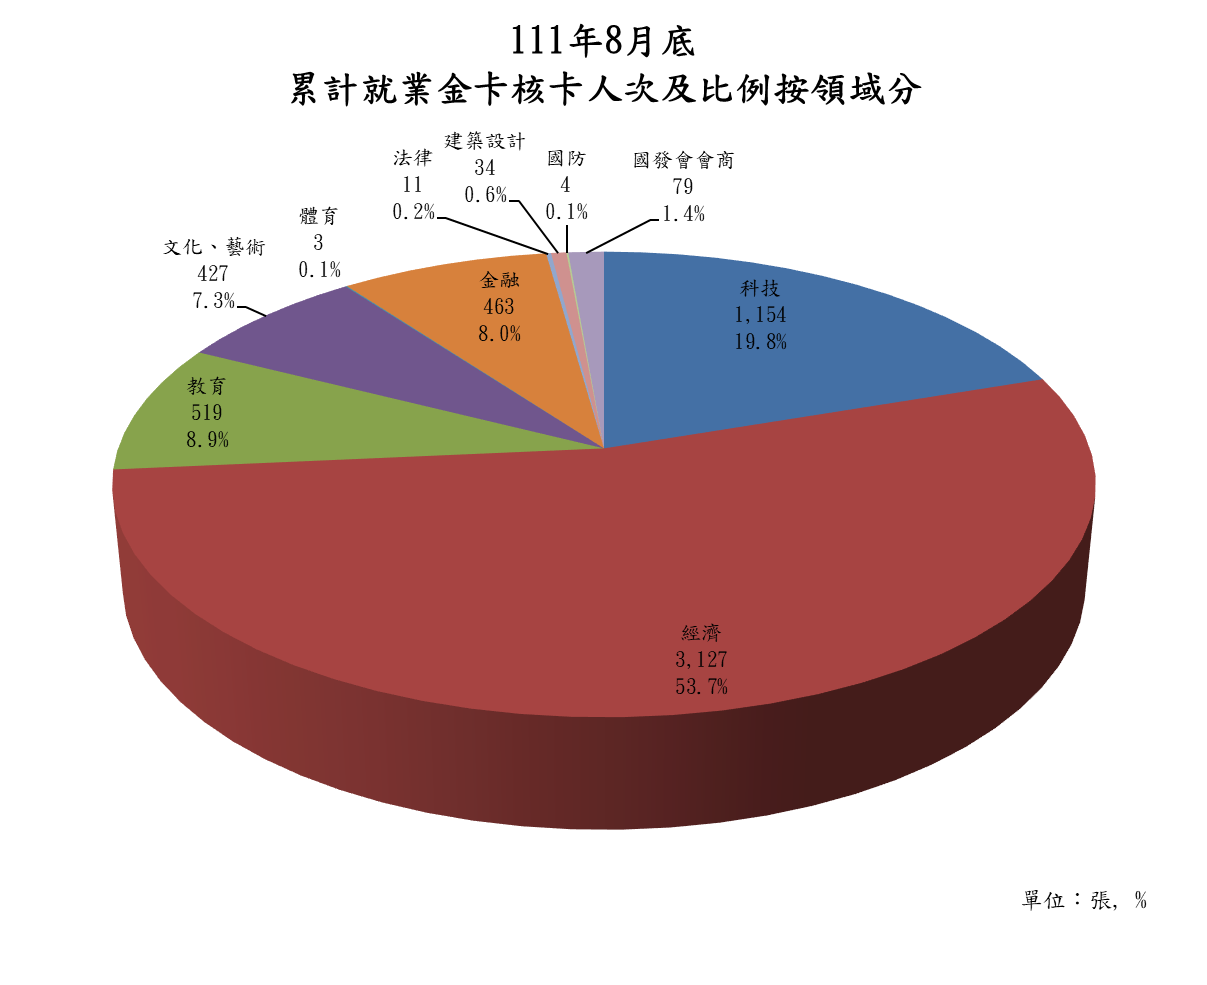 111年8月底
累計就業金卡核卡人次及比例按領域分
建築設計
34
0.6%
法律
11
0.2%
國防
4
0.1%
國發會會商
79
1.4%
體育
3
0.1%
文化、藝術
427
7.3%
金融
463
8.0%
科技
1,154
19.8%
教育
519
8.9%
經濟
3,127
53.7%
單位：張, %